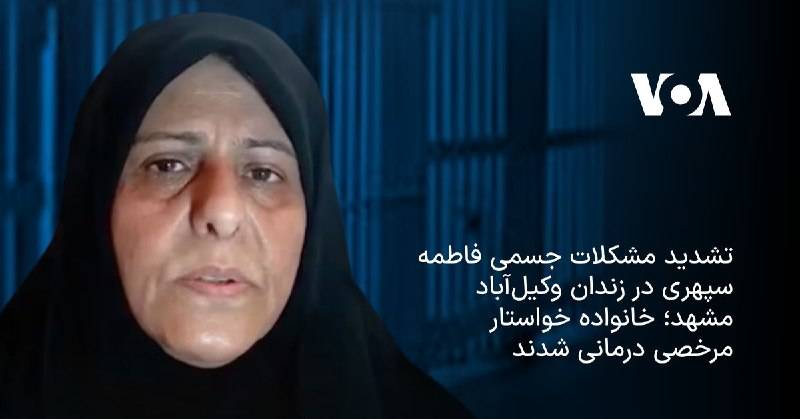 VOA
تشدید مشکلات جسمی فاطمه
سپهری در زندان وکیل‌آباد
مشهد؛ خانواده خواستار
مرخصی درمانی شدند